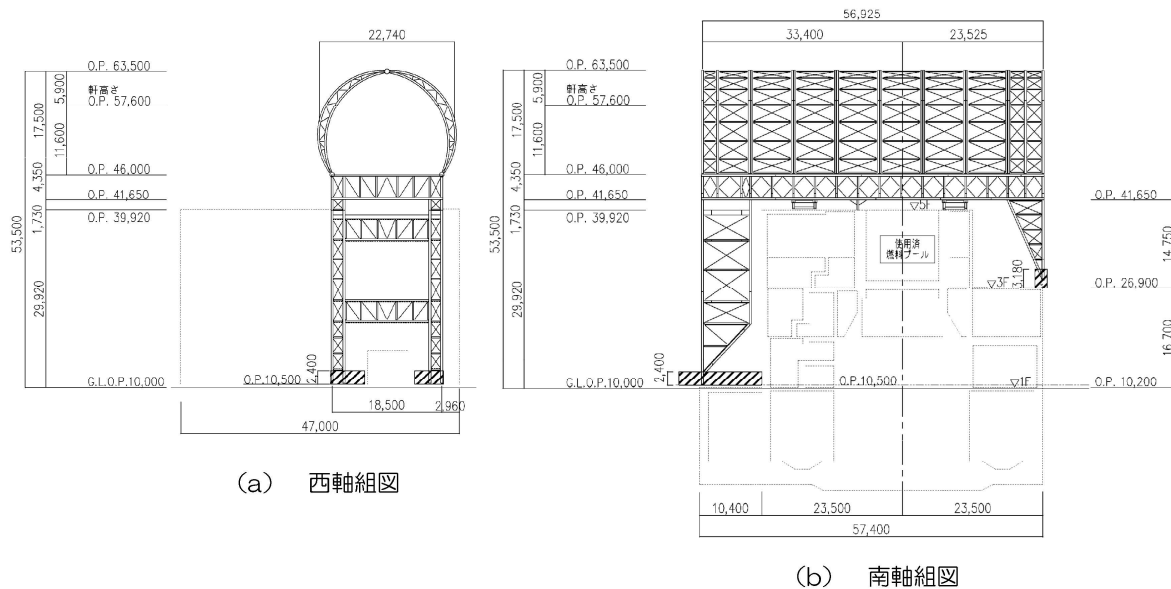 22,740
O.P. 63,500
軒高さ
O.P. 57,600
O.P. 46,000
O.P. 41,650
O.P. 39,920
G.L.O.P.10,000
53,500
17,500
4,350
1,730
29,920
5,900
11,600
2,400
O.P.10,500
18,500
2,960
47,000
(a) 西軸組図
56,925
33,400
23,525
O.P. 63,500
軒高さ
O.P. 57,600
O.P. 46,000
O.P. 41,650
O.P. 39,920
G.L.O.P.10,000
53,500
17,500
4,350
1,730
29,920
5,900
11,600
2,400
O.P.10,500
▽5F
使用済
燃料プール
▽3F
3,180
▽1F
O.P. 41,650
14,750
O.P. 26,900
16,700
O.P. 10,200
10,400
23,500
23,500
57,400
(b) 南軸組図